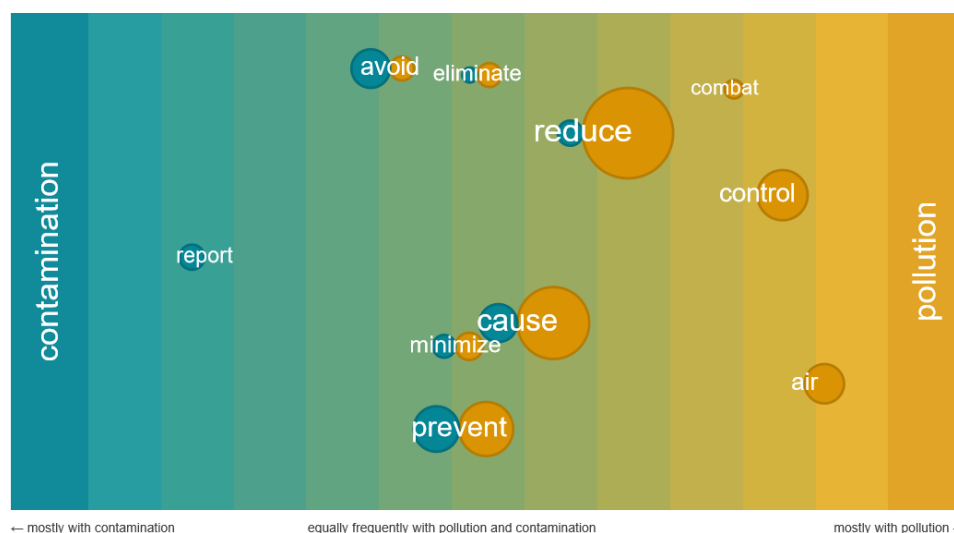 avoid
eliminate
combat
reduce
contamination
control
pollution
report
cause
minimize
air
prevent
← mostly with contamination
equally frequently with pollution and contamination
mostly with pollution